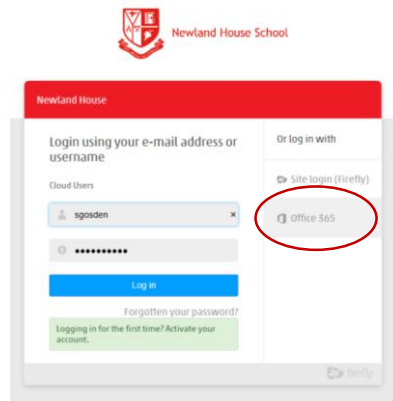 Newland House School
Newland House
Login using your e-mail address or
username
Cloud Users
sgosden ×
••••••••••
Log in
Forgotten your password?
Logging in for the first time? Activate your
account.
Or log in with
Site login (Firefly)
Office 365
firefly